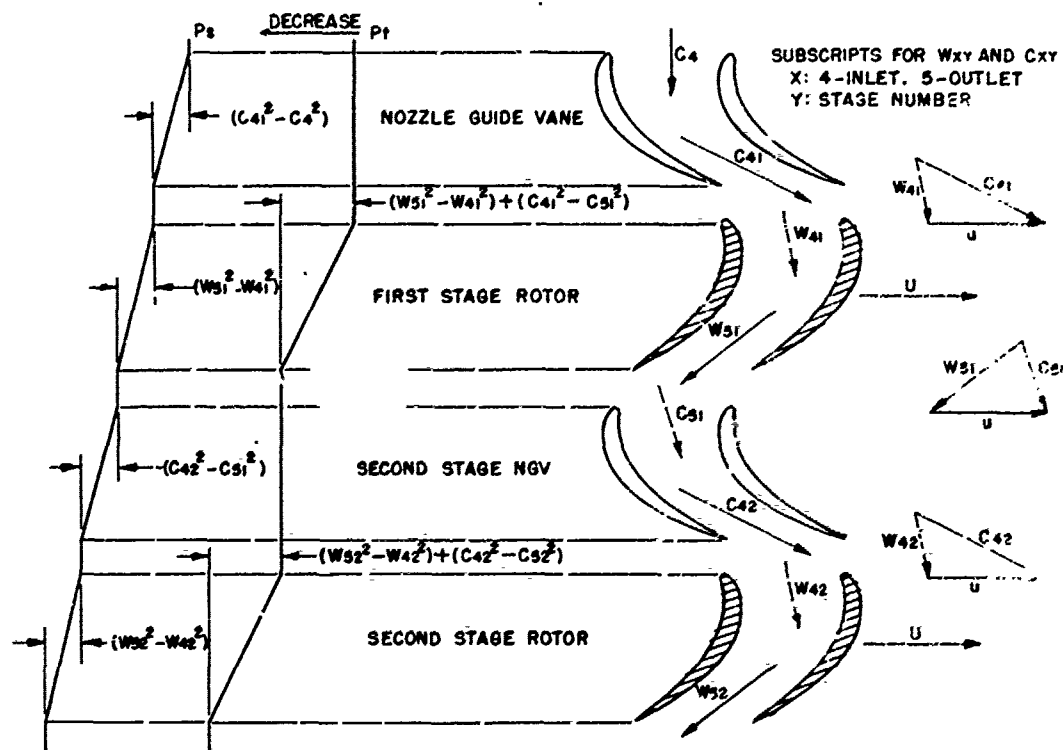 Ps DECREASE Pt
C4
SUBSCRIPTS FOR Wxy AND Cxy
X: 4-INLET, 5-OUTLET
Y: STAGE NUMBER
(C41²-C4²)
NOZZLE GUIDE VANE
C41
W41 C41
U
(W51²-W41²)+(C41²-C51²)
W41
(W51²-W41²)
FIRST STAGE ROTOR
U
W51
W51 C51
U
C51
(C42²-C51²)
SECOND STAGE NGV
C42
W42 C42
U
(W52²-W42²)+(C42²-C52²)
W42
(W52²-W42²)
SECOND STAGE ROTOR
U
W52